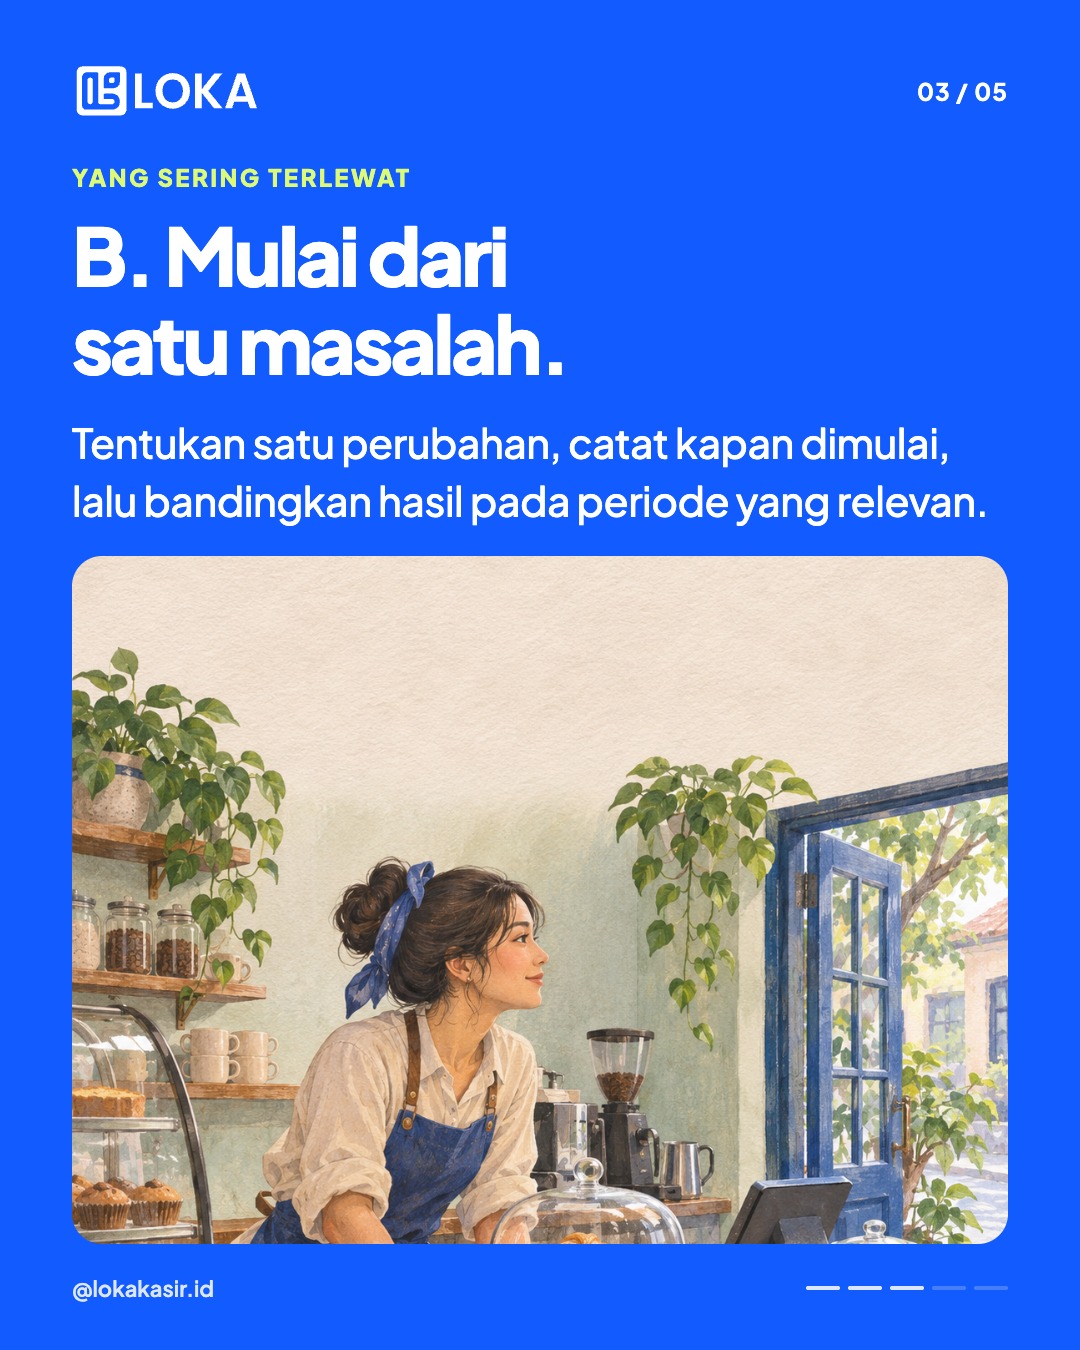 LOKA
03 / 05
YANG SERING TERLEWAT
B. Mulai dari
satu masalah.
Tentukan satu perubahan, catat kapan dimulai,
lalu bandingkan hasil pada periode yang relevan.
@lokakasir.id